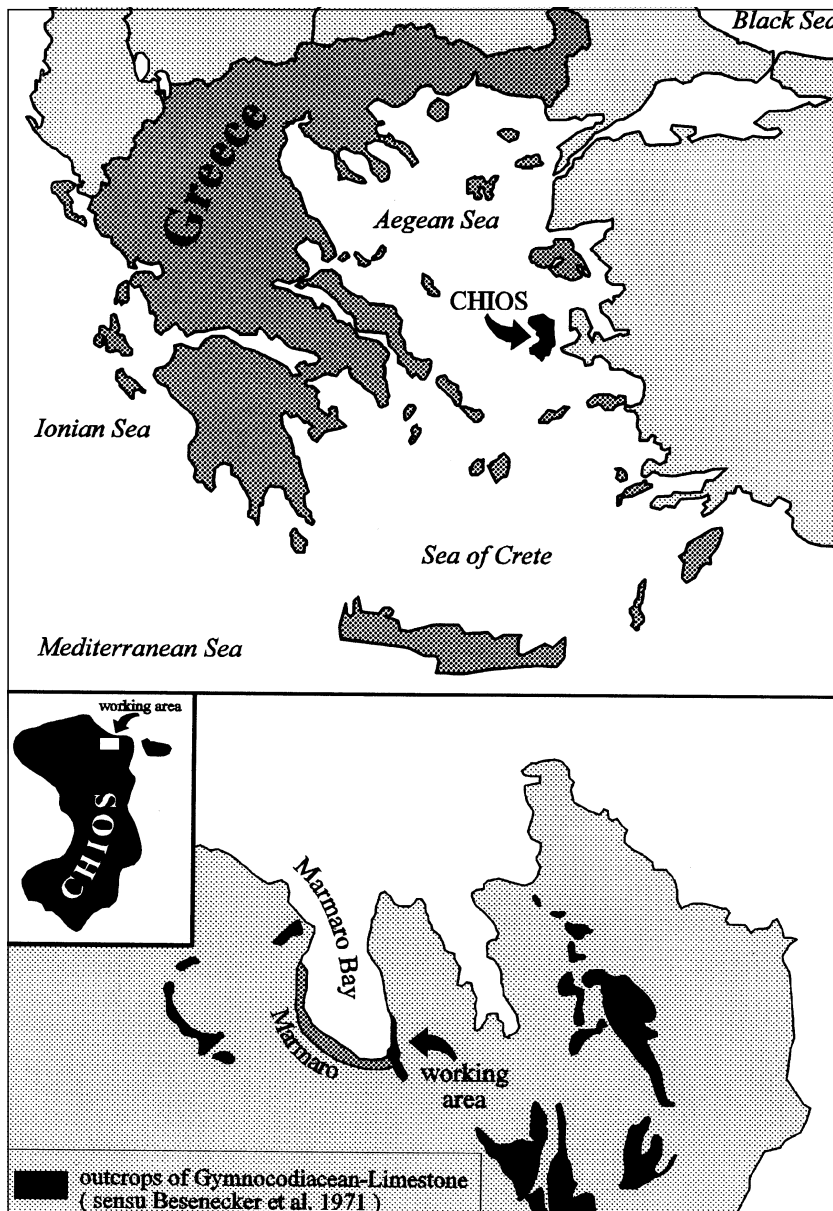 Black Sea
Greece
Aegean Sea
CHIOS
Ionian Sea
Sea of Crete
Mediterranean Sea
working area
CHIOS
Marmaro Bay
Marmaro
working
area
outcrops of Gymnocodiacean-Limestone
( sensu Besenecker et al. 1971 )